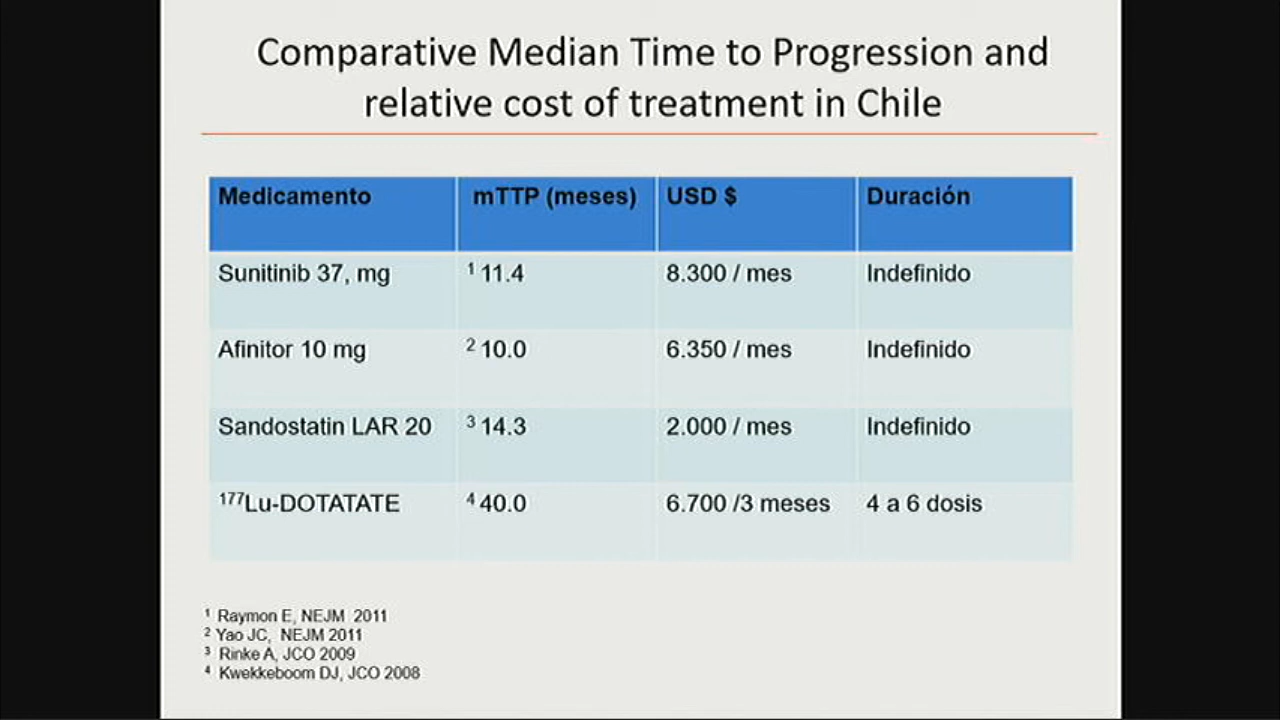 Comparative Median Time to Progression and
relative cost of treatment in Chile
Medicamento mTTP (meses) USD $ Duración
Sunitinib 37, mg ¹ 11.4 8.300 / mes Indefinido
Afinitor 10 mg ² 10.0 6.350 / mes Indefinido
Sandostatin LAR 20 ³ 14.3 2.000 / mes Indefinido
¹⁷⁷Lu-DOTATATE ⁴ 40.0 6.700 /3 meses 4 a 6 dosis
¹ Raymon E, NEJM 2011
² Yao JC, NEJM 2011
³ Rinke A, JCO 2009
⁴ Kwekkeboom DJ, JCO 2008